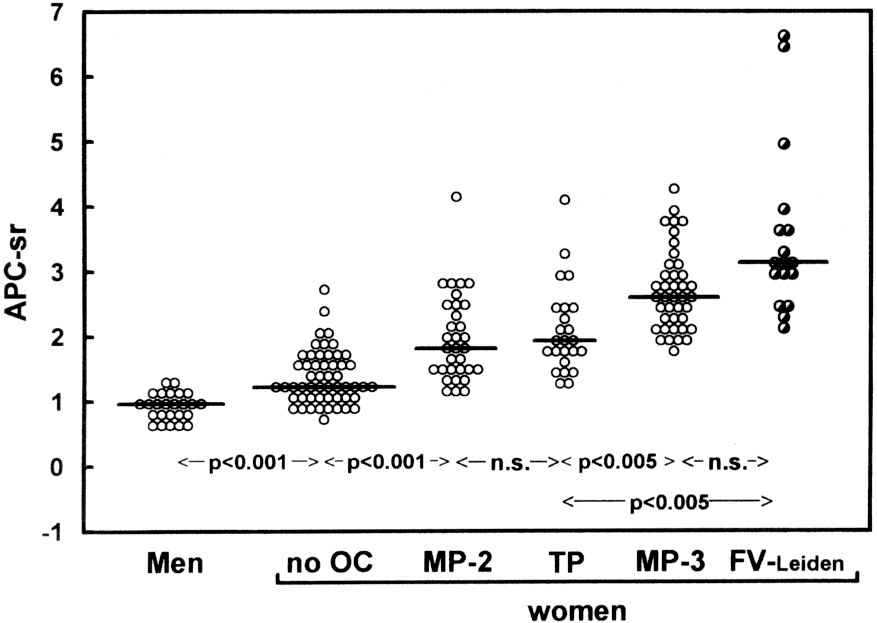 7
6
5
4
3
2
1
0
-1
APC-sr
<—p<0.001—><—p<0.001—><—n.s.—><—p<0.005—><—n.s.—>
<——p<0.005——>
Men no OC MP-2 TP MP-3 FV-Leiden
women